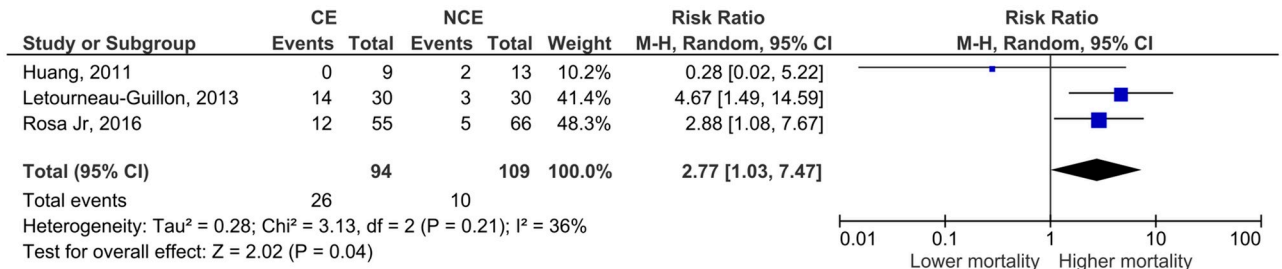 CE NCE Risk Ratio Risk Ratio
Study or Subgroup Events Total Events Total Weight M-H, Random, 95% CI M-H, Random, 95% CI
Huang, 2011 0 9 2 13 10.2% 0.28 [0.02, 5.22]
Letourneau-Guillon, 2013 14 30 3 30 41.4% 4.67 [1.49, 14.59]
Rosa Jr, 2016 12 55 5 66 48.3% 2.88 [1.08, 7.67]
Total (95% CI) 94 109 100.0% 2.77 [1.03, 7.47]
Total events 26 10
Heterogeneity: Tau² = 0.28; Chi² = 3.13, df = 2 (P = 0.21); I² = 36%
Test for overall effect: Z = 2.02 (P = 0.04)
0.01 0.1 1 10 100
Lower mortality Higher mortality